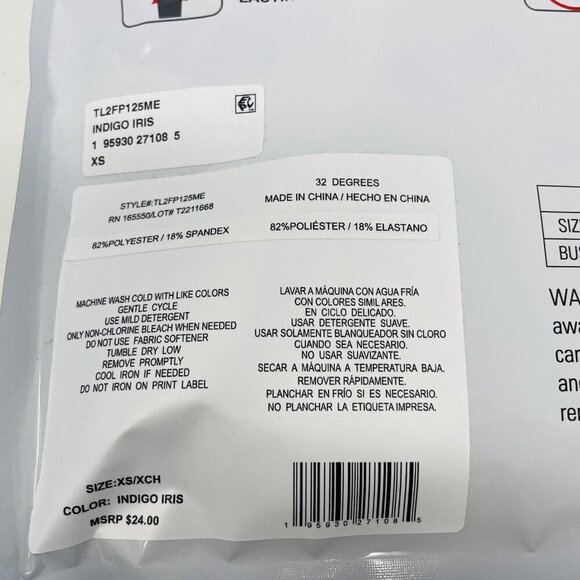 TL2FP125ME
INDIGO IRIS
1 95930 27108 5
XS
STYLE#:TL2FP125ME
RN 165550/LOT# T2211668
82%POLYESTER / 18% SPANDEX
32 DEGREES
MADE IN CHINA / HECHO EN CHINA
82%POLIÉSTER / 18% ELASTANO
MACHINE WASH COLD WITH LIKE COLORS
GENTLE CYCLE
USE MILD DETERGENT
ONLY NON-CHLORINE BLEACH WHEN NEEDED
DO NOT USE FABRIC SOFTENER
TUMBLE DRY LOW
REMOVE PROMPTLY
COOL IRON IF NEEDED
DO NOT IRON ON PRINT LABEL
LAVAR A MÁQUINA CON AGUA FRÍA
CON COLORES SIMILARES.
EN CICLO DELICADO.
USAR DETERGENTE SUAVE.
USAR SOLAMENTE BLANQUEADOR SIN CLORO
CUANDO SEA NECESARIO.
NO USAR SUAVIZANTE.
SECAR A MÁQUINA A TEMPERATURA BAJA.
REMOVER RÁPIDAMENTE.
PLANCHAR EN FRÍO SI ES NECESARIO.
NO PLANCHAR LA ETIQUETA IMPRESA.
SIZE:XS/XCH
COLOR: INDIGO IRIS
MSRP $24.00
1 95930 27108 5